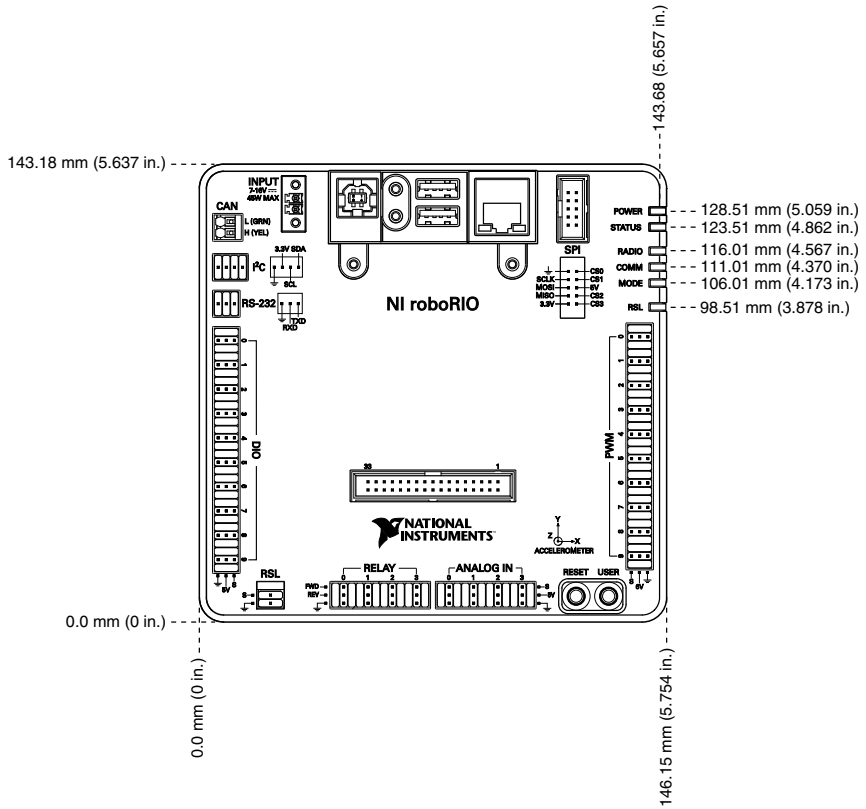 143.68 (5.657 in.)
143.18 mm (5.637 in.)
INPUT
7-16V
45W MAX
CAN
L (GRN)
H (YEL)
3.3V SDA
I²C
SCL
RS-232
TXD
RXD
NI roboRIO
SPI
CS0
SCLK
CS1
MOSI
5V
MISO
CS2
3.3V
CS3
POWER
128.51 mm (5.059 in.)
STATUS
123.51 mm (4.862 in.)
RADIO
116.01 mm (4.567 in.)
COMM
111.01 mm (4.370 in.)
MODE
106.01 mm (4.173 in.)
RSL
98.51 mm (3.878 in.)
0
1
2
3
4
5
6
7
8
9
DIO
S
5V
0
1
2
3
4
5
6
7
8
9
PWM
S
5V
33
1
NATIONAL
INSTRUMENTS™
Y
Z
X
ACCELEROMETER
RSL
S
RELAY
0 1 2 3
FWD
REV
ANALOG IN
0 1 2 3
S
5V
RESET
USER
0.0 mm (0 in.)
0.0 mm (0 in.)
146.15 mm (5.754 in.)